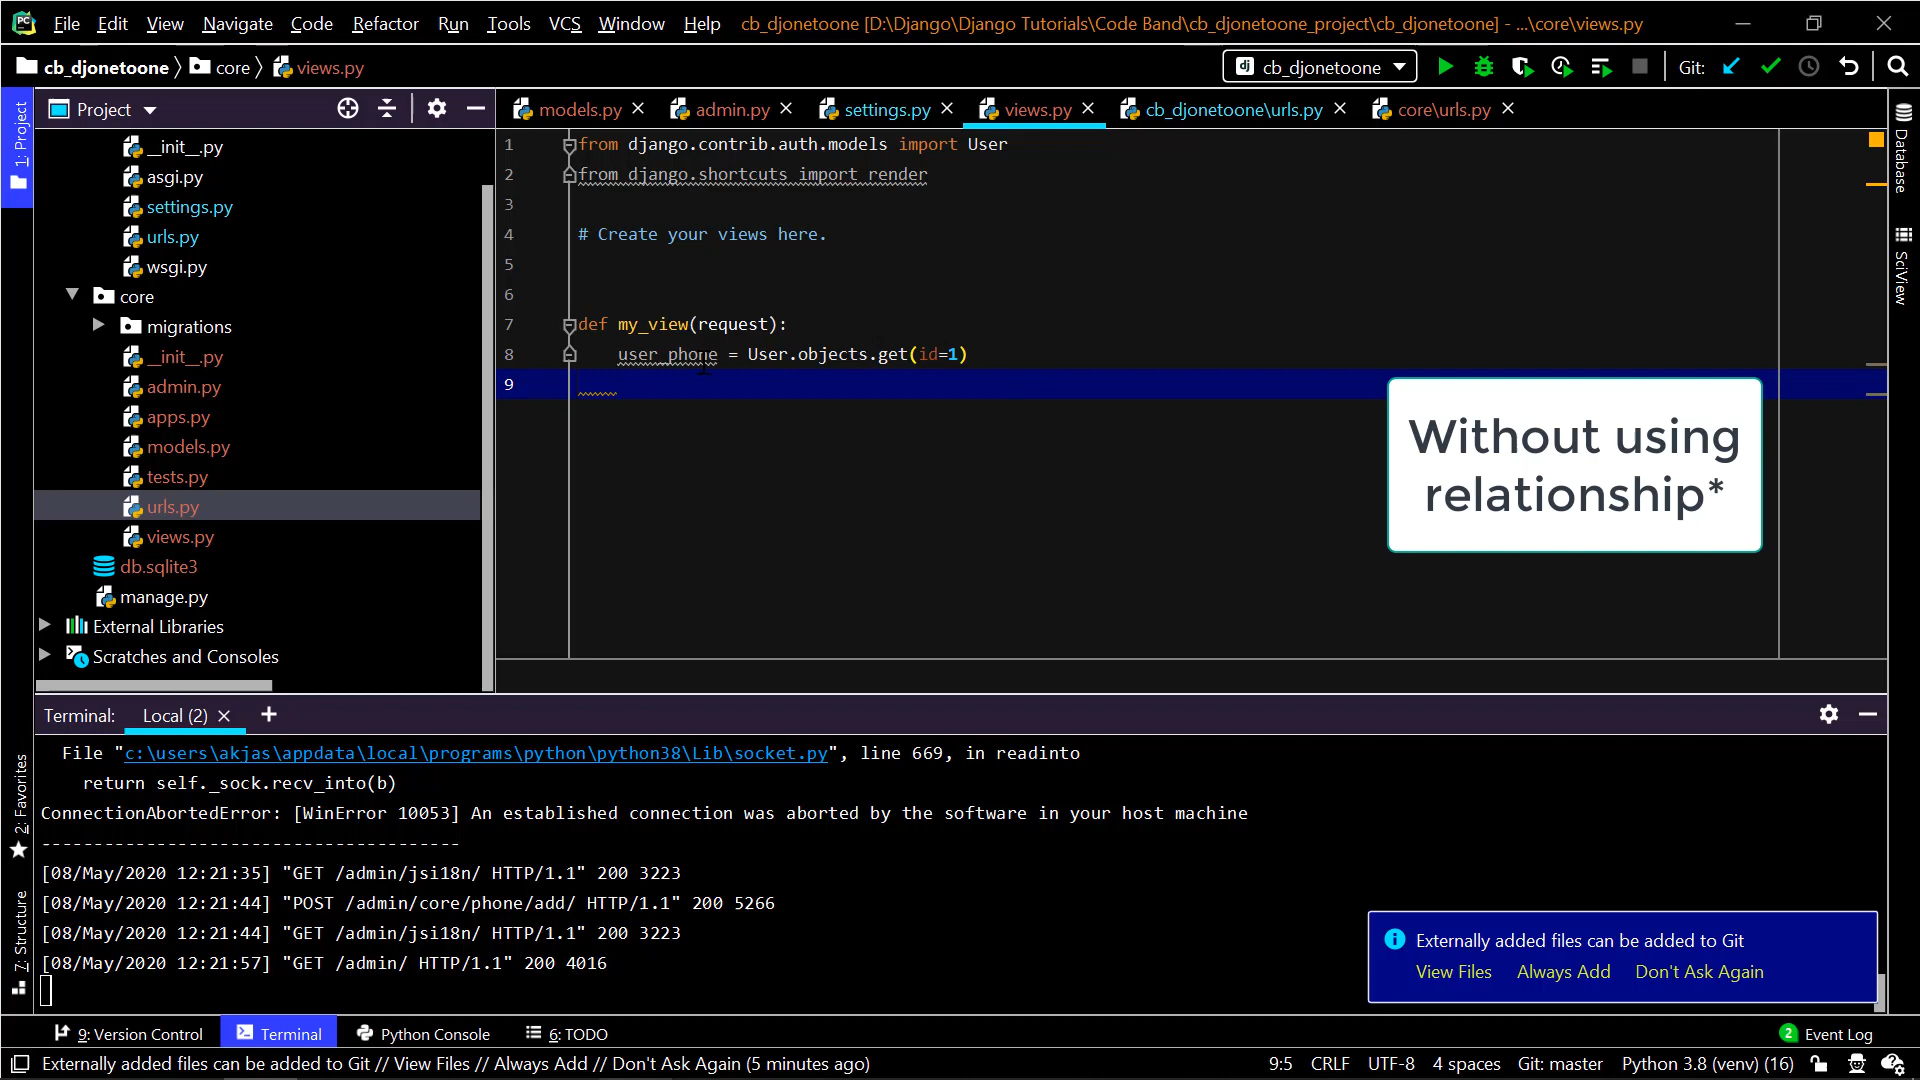 File Edit View Navigate Code Refactor Run Tools VCS Window Help cb_djonetoone [D:\Django\Django Tutorials\Code Band\cb_djonetoone_project\cb_djonetoone] - ...\core\views.py
cb_djonetoone core views.py
dj cb_djonetoone Git:
1: Project
Project
models.py admin.py settings.py views.py cb_djonetoone\urls.py core\urls.py
__init__.py
asgi.py
settings.py
urls.py
wsgi.py
core
migrations
__init__.py
admin.py
apps.py
models.py
tests.py
urls.py
views.py
db.sqlite3
manage.py
External Libraries
Scratches and Consoles
1 from django.contrib.auth.models import User
2 from django.shortcuts import render
3
4 # Create your views here.
5
6
7 def my_view(request):
8 user_phone = User.objects.get(id=1)
9
Without using
relationship*
Database
SciView
Terminal: Local (2)
File "c:\users\akjas\appdata\local\programs\python\python38\Lib\socket.py", line 669, in readinto
return self._sock.recv_into(b)
ConnectionAbortedError: [WinError 10053] An established connection was aborted by the software in your host machine
----------------------------------------
[08/May/2020 12:21:35] "GET /admin/jsi18n/ HTTP/1.1" 200 3223
[08/May/2020 12:21:44] "POST /admin/core/phone/add/ HTTP/1.1" 200 5266
[08/May/2020 12:21:44] "GET /admin/jsi18n/ HTTP/1.1" 200 3223
[08/May/2020 12:21:57] "GET /admin/ HTTP/1.1" 200 4016
2: Favorites
7: Structure
Externally added files can be added to Git
View Files Always Add Don't Ask Again
9: Version Control Terminal Python Console 6: TODO 2 Event Log
Externally added files can be added to Git // View Files // Always Add // Don't Ask Again (5 minutes ago) 9:5 CRLF UTF-8 4 spaces Git: master Python 3.8 (venv) (16)